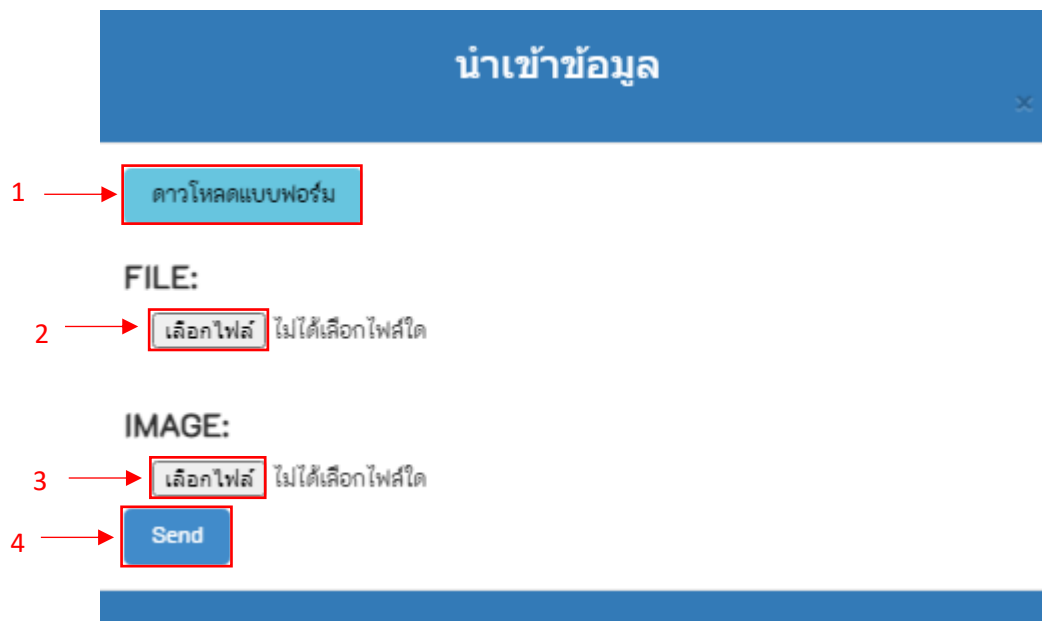 นำเข้าข้อมูล
×
1 ดาวโหลดแบบฟอร์ม
FILE:
2 เลือกไฟล์ ไม่ได้เลือกไฟล์ใด
IMAGE:
3 เลือกไฟล์ ไม่ได้เลือกไฟล์ใด
4 Send